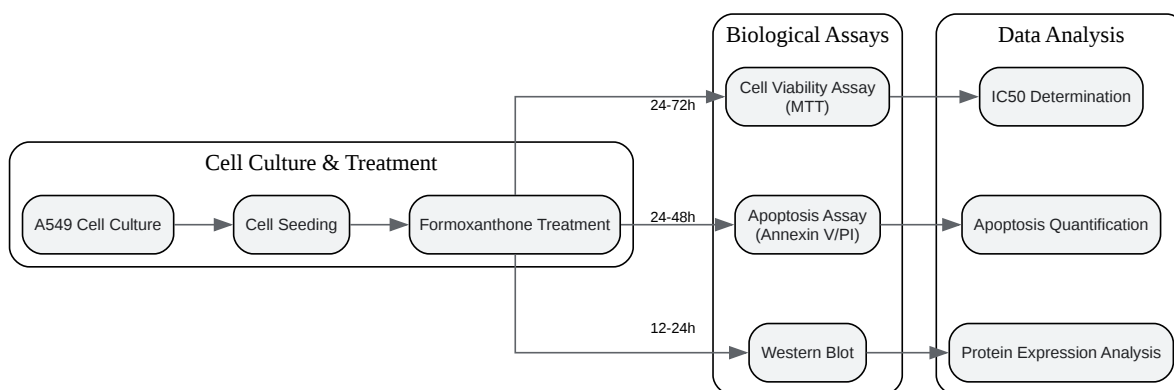 Biological Assays
Data Analysis
Cell Viability Assay
(MTT)
IC50 Determination
24-72h
Cell Culture & Treatment
A549 Cell Culture
Cell Seeding
Formoxanthone Treatment
24-48h
Apoptosis Assay
(Annexin V/PI)
Apoptosis Quantification
12-24h
Western Blot
Protein Expression Analysis